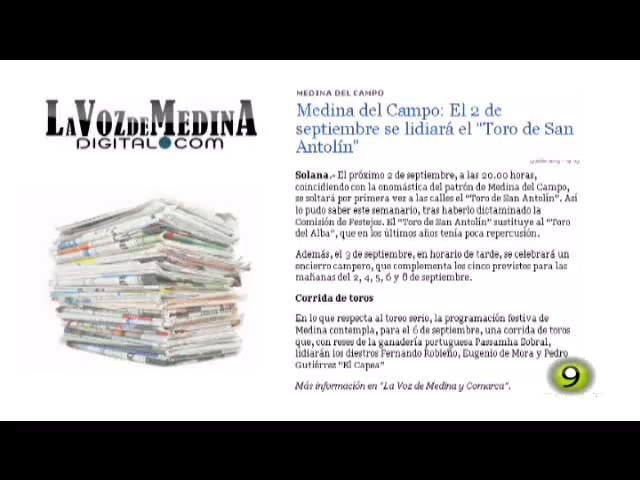 LAVOZDEMEDINA
DIGITAL.COM
MEDINA DEL CAMPO
Medina del Campo: El 2 de
septiembre se lidiará el "Toro de San
Antolín"
Solana.- El próximo 2 de septiembre, a las 20.00 horas,
coincidiendo con la onomástica del patrón de Medina del Campo,
se soltará por primera vez a las calles el "Toro de San Antolín". Así
lo pudo saber este semanario, tras haberlo dictaminado la
Comisión de Festejos. El "Toro de San Antolín" sustituye al "Toro
del Alba", que en los últimos años tenía poca repercusión.
Además, el 3 de septiembre, en horario de tarde, se celebrará un
encierro campero, que complementa los cinco previstos para las
mañanas del 2, 4, 5, 6 y 8 de septiembre.
Corrida de toros
En lo que respecta al toreo serio, la programación festiva de
Medina contempla, para el 6 de septiembre, una corrida de toros
que, con reses de la ganadería portuguesa Passamha Sobral,
lidiarán los diestros Fernando Robleño, Eugenio de Mora y Pedro
Gutiérrez "El Capea"
Más información en "La Voz de Medina y Comarca".
9